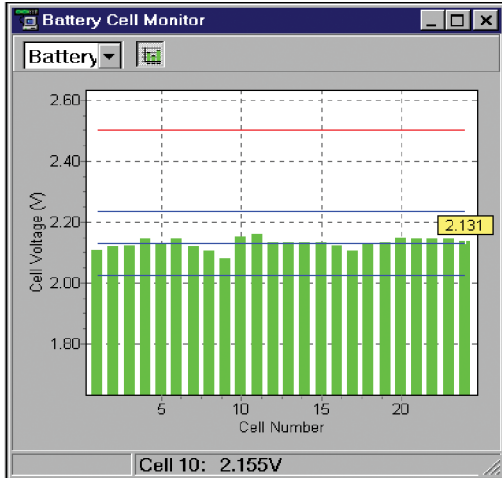 Battery Cell Monitor
Battery
2.60
2.40
2.20
2.00
1.80
Cell Voltage (V)
2.131
5
10
15
20
Cell Number
Cell 10: 2.155V